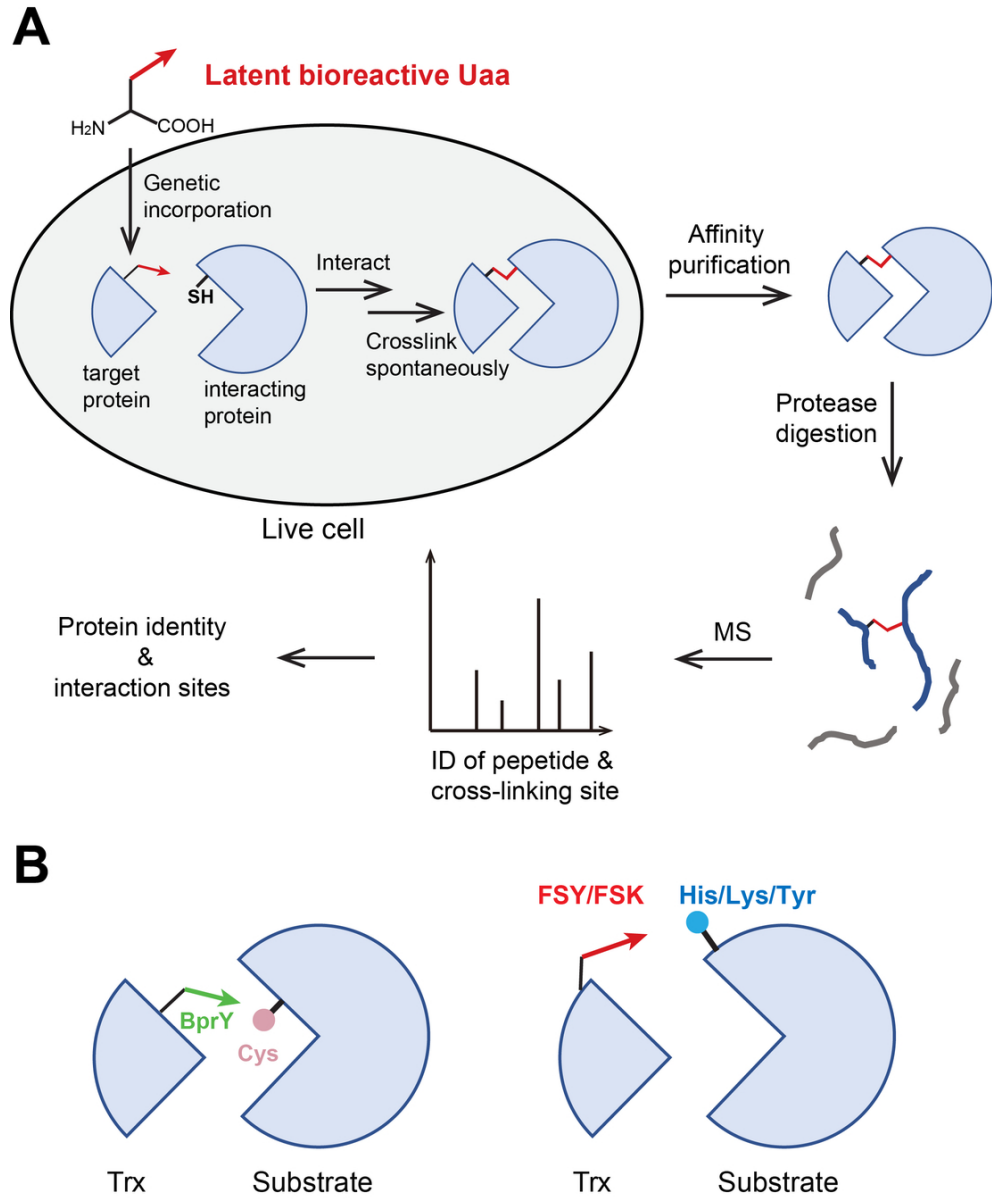 A
Latent bioreactive Uaa
H₂N
COOH
Genetic
incorporation
SH
target
protein
interacting
protein
Interact
Crosslink
spontaneously
Live cell
Affinity
purification
Protease
digestion
MS
ID of pepetide &
cross-linking site
Protein identity
&
interaction sites
B
BprY
Cys
Trx
Substrate
FSY/FSK
His/Lys/Tyr
Trx
Substrate